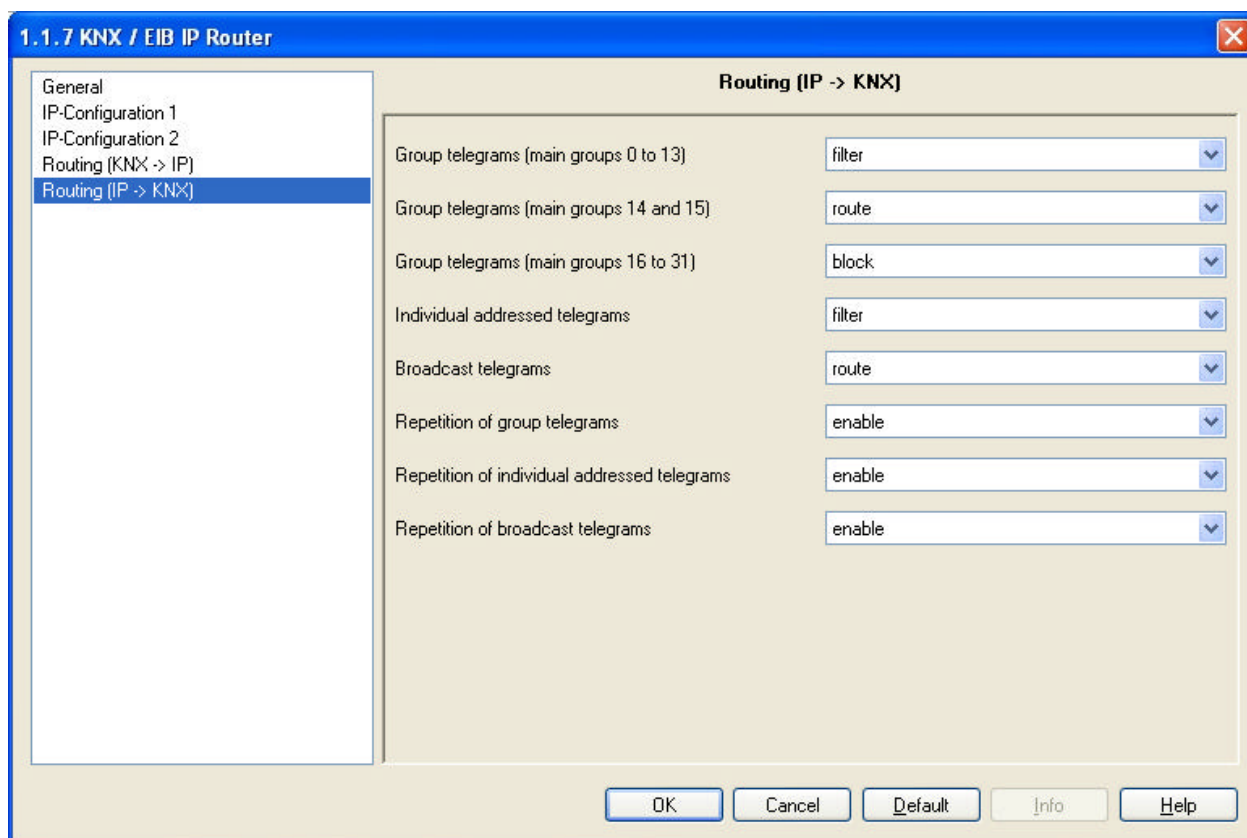 1.1.7 KNX / EIB IP Router
General
IP-Configuration 1
IP-Configuration 2
Routing (KNX -> IP)
Routing (IP -> KNX)
Routing (IP -> KNX)
Group telegrams (main groups 0 to 13) filter
Group telegrams (main groups 14 and 15) route
Group telegrams (main groups 16 to 31) block
Individual addressed telegrams filter
Broadcast telegrams route
Repetition of group telegrams enable
Repetition of individual addressed telegrams enable
Repetition of broadcast telegrams enable
OK Cancel Default Info Help